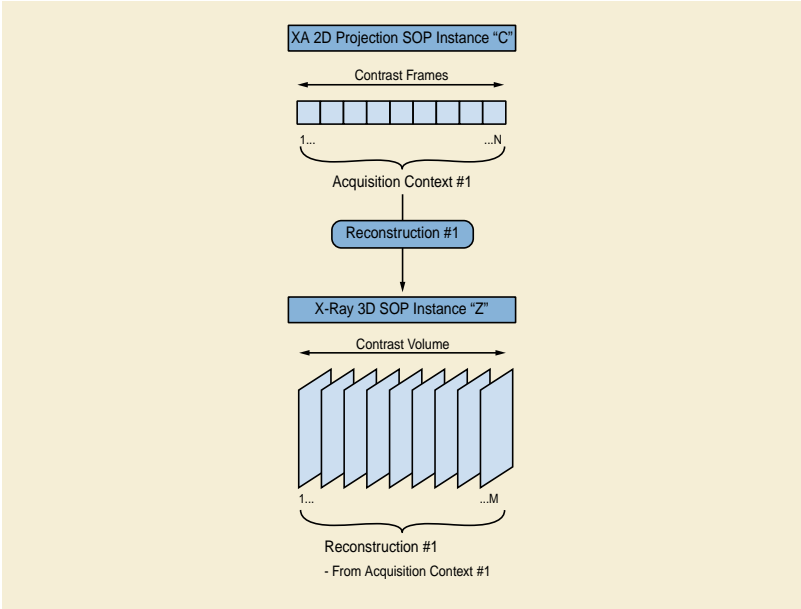 XA 2D Projection SOP Instance “C”
Contrast Frames
1...
...N
Acquisition Context #1
Reconstruction #1
X-Ray 3D SOP Instance “Z”
Contrast Volume
1...
...M
Reconstruction #1
- From Acquisition Context #1